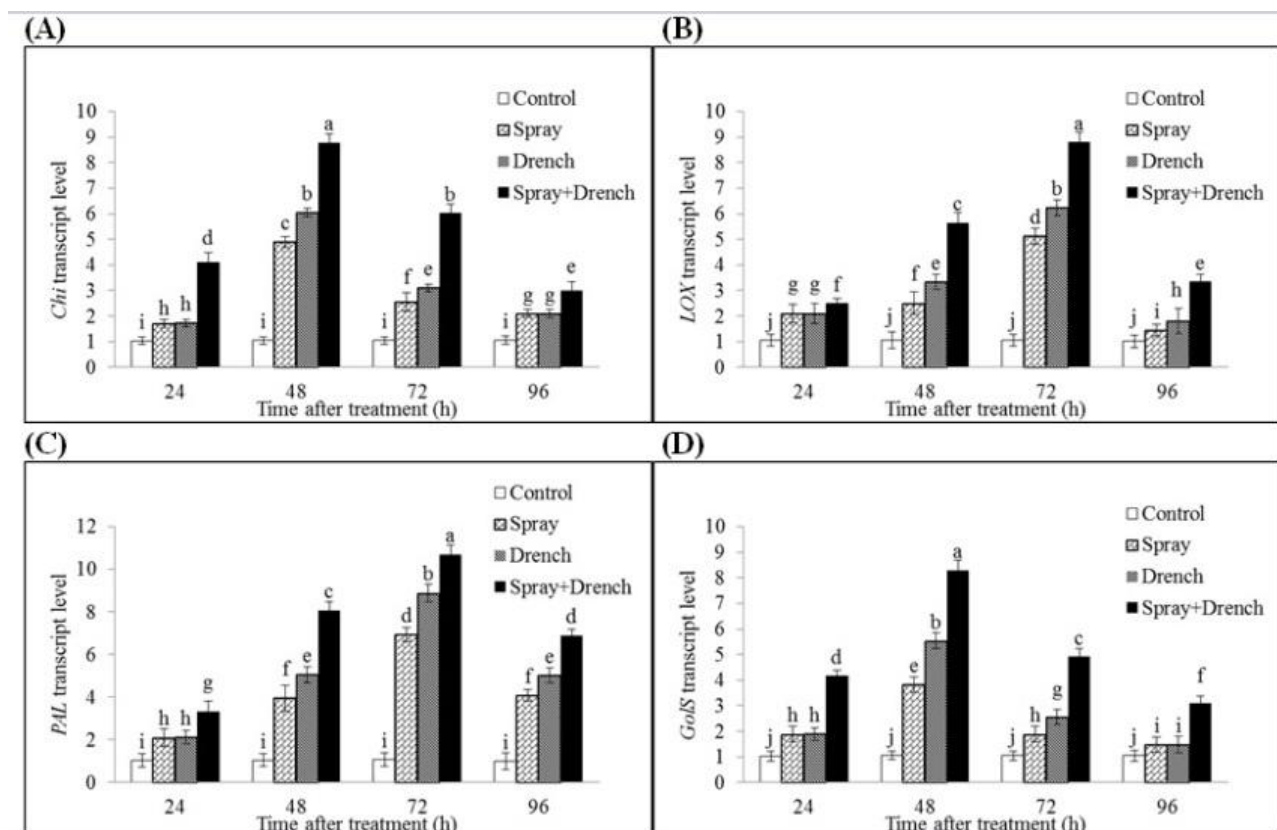 (A)
Chi transcript level
10
9
8
7
6
5
4
3
2
1
0
Control
Spray
Drench
Spray+Drench
i h h d
i c b a
i f e b
i g g e
24 48 72 96
Time after treatment (h)
(B)
LOX transcript level
10
9
8
7
6
5
4
3
2
1
0
Control
Spray
Drench
Spray+Drench
j g g f
j f e c
j d b a
j i h e
24 48 72 96
Time after treatment (h)
(C)
PAL transcript level
12
10
8
6
4
2
0
Control
Spray
Drench
Spray+Drench
i h h g
i f e c
i d b a
i f e d
24 48 72 96
Time after treatment (h)
(D)
GolS transcript level
10
9
8
7
6
5
4
3
2
1
0
Control
Spray
Drench
Spray+Drench
j h h d
j e b a
j h g c
j i i f
24 48 72 96
Time after treatment (h)